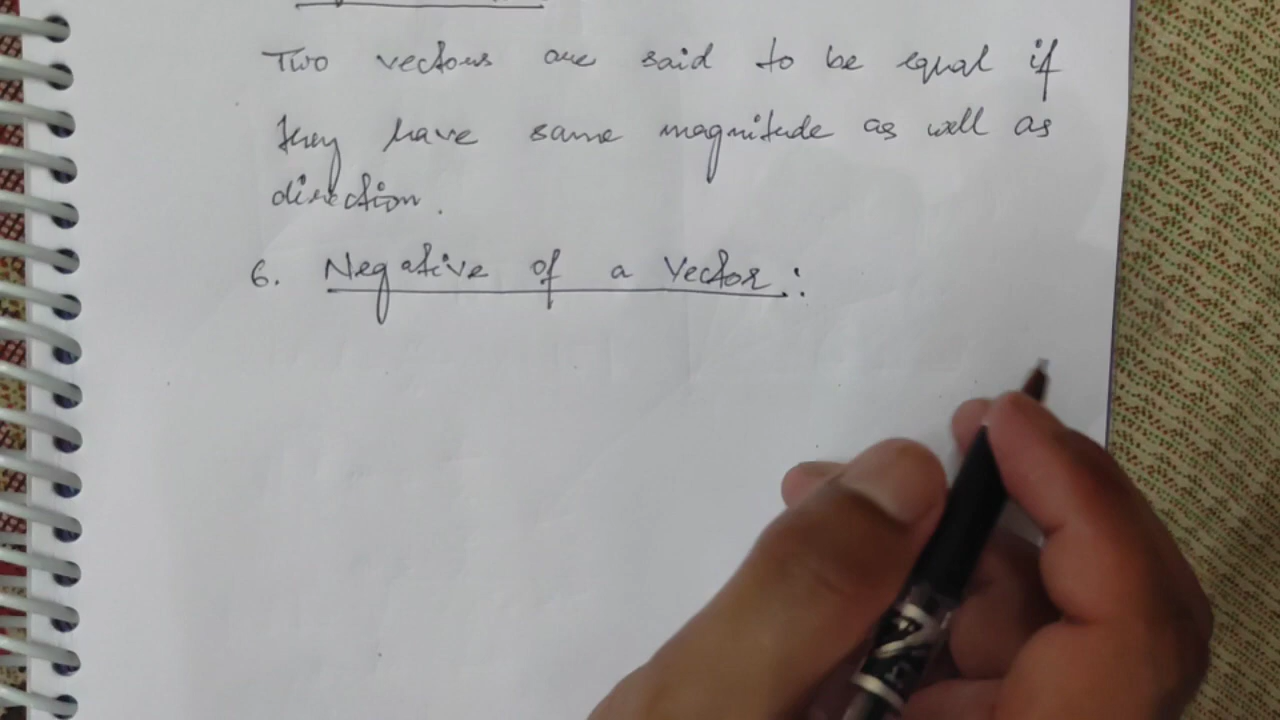 Two vectors are said to be equal if
they have same magnitude as well as
direction.
6. Negative of a Vector :